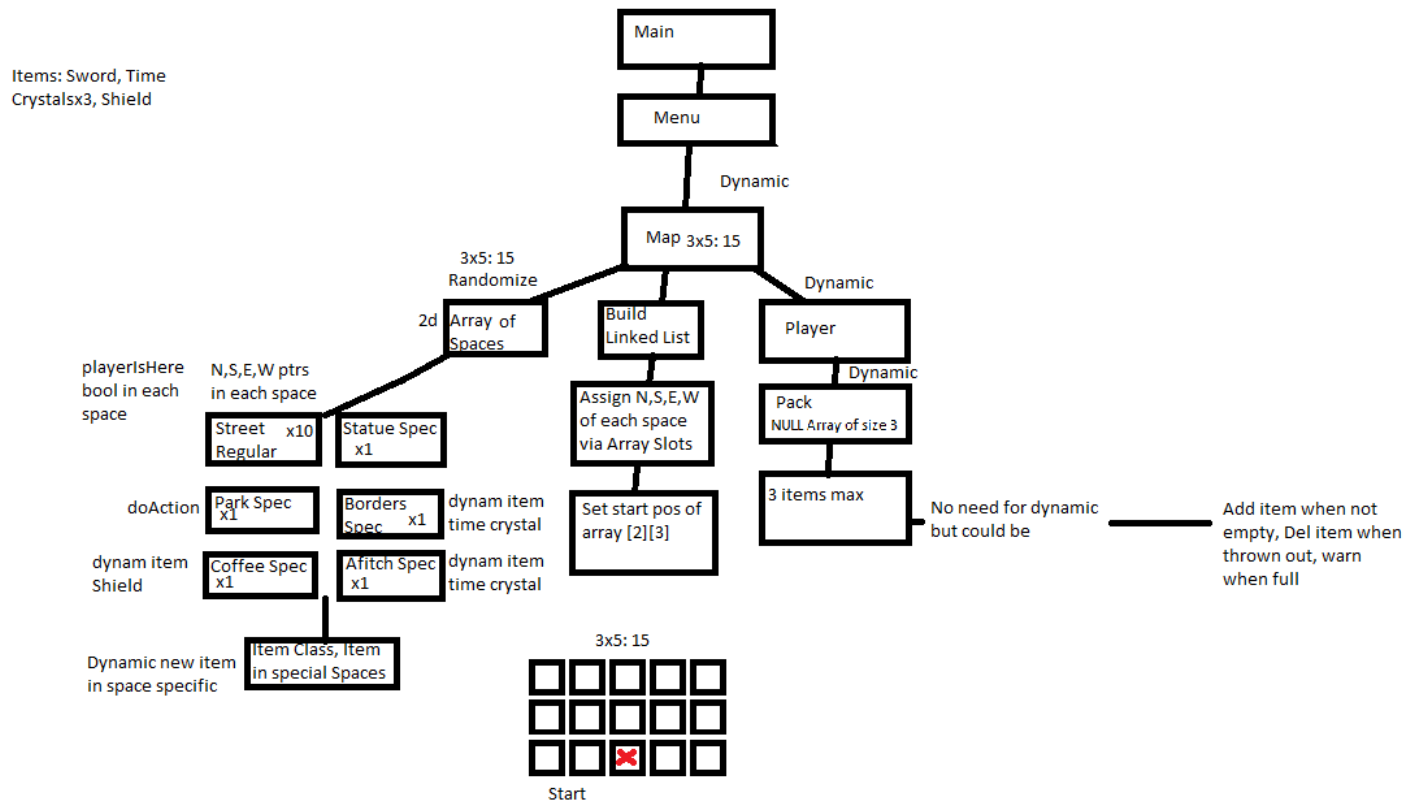 Main
Items: Sword, Time
Crystalsx3, Shield
Menu
Dynamic
Map 3x5: 15
3x5: 15
Randomize
Dynamic
2d
Array of
Spaces
Build
Linked List
Player
playerIsHere
bool in each
space
N,S,E,W ptrs
in each space
Dynamic
Street x10
Regular
Statue Spec
x1
Assign N,S,E,W
of each space
via Array Slots
Pack
NULL Array of size 3
doAction
Park Spec
x1
Borders
Spec x1
dynam item
time crystal
Set start pos of
array [2][3]
3 items max
No need for dynamic
but could be
Add item when not
empty, Del item when
thrown out, warn
when full
dynam item
Shield
Coffee Spec
x1
Afitch Spec
x1
dynam item
time crystal
Dynamic new item
in space specific
Item Class, Item
in special Spaces
3x5: 15
Start